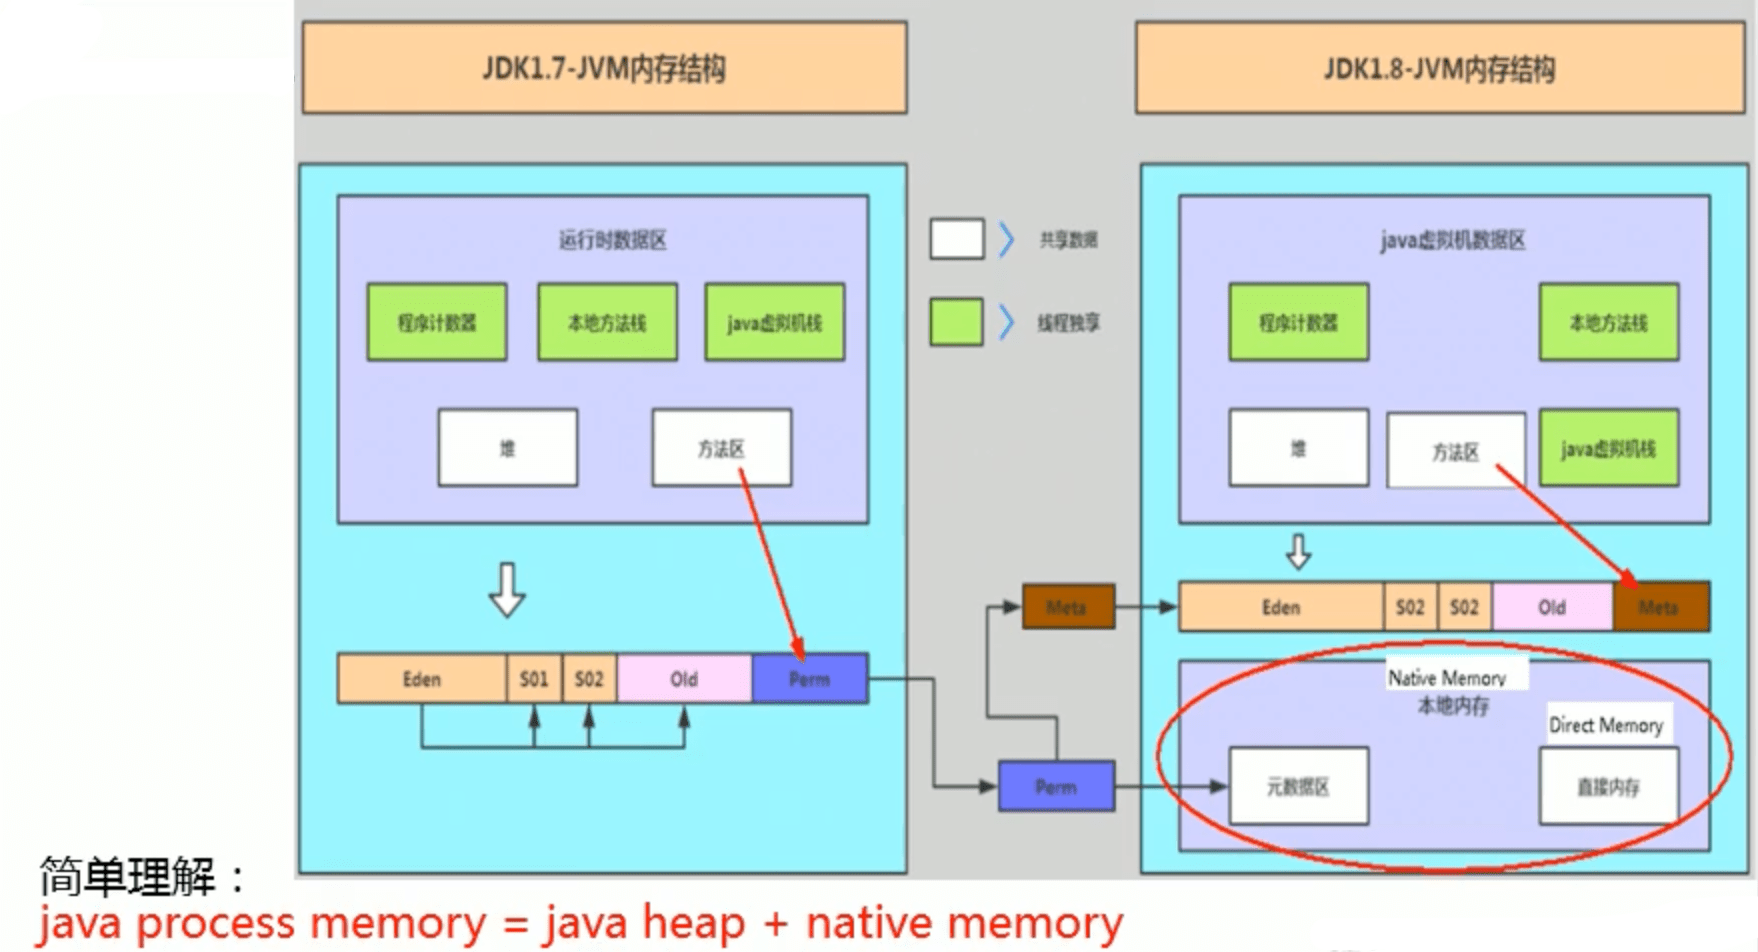 JDK1.7-JVM内存结构
JDK1.8-JVM内存结构
运行时数据区
程序计数器
本地方法栈
java虚拟机栈
堆
方法区
Eden
S01
S02
Old
Perm
共享数据
线程独享
Meta
Perm
java虚拟机数据区
程序计数器
本地方法栈
堆
方法区
java虚拟机栈
Eden
S02
S02
Old
Meta
Native Memory
本地内存
Direct Memory
元数据区
直接内存
简单理解：
java process memory = java heap + native memory